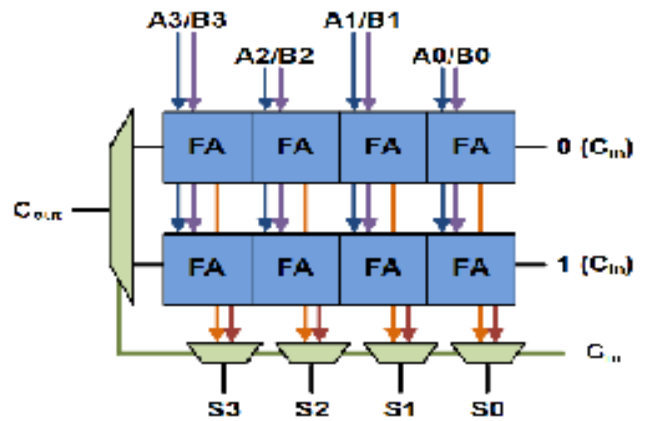 A3/B3 A1/B1
A2/B2 A0/B0
FA FA FA FA 0 (Cin)
Cout
FA FA FA FA 1 (Cin)
Cin
S3 S2 S1 S0